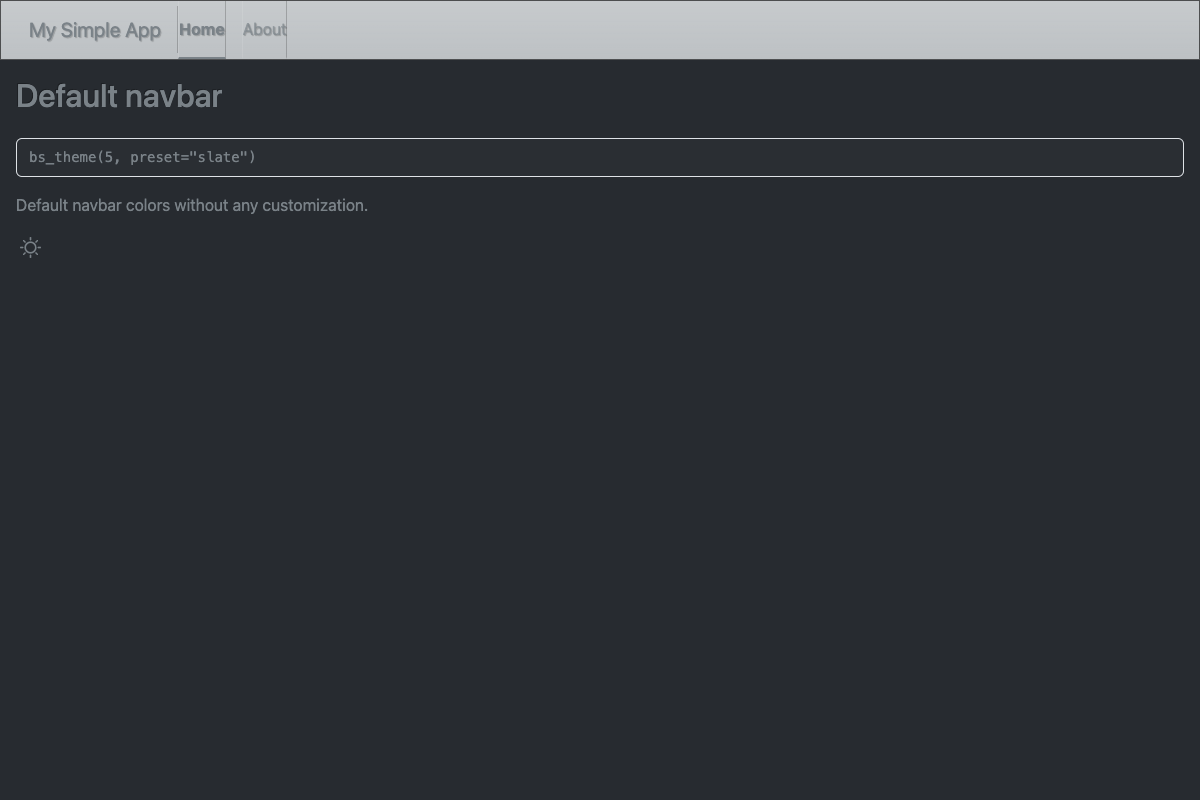 My Simple App Home About
Default navbar
bs_theme(5, preset="slate")
Default navbar colors without any customization.